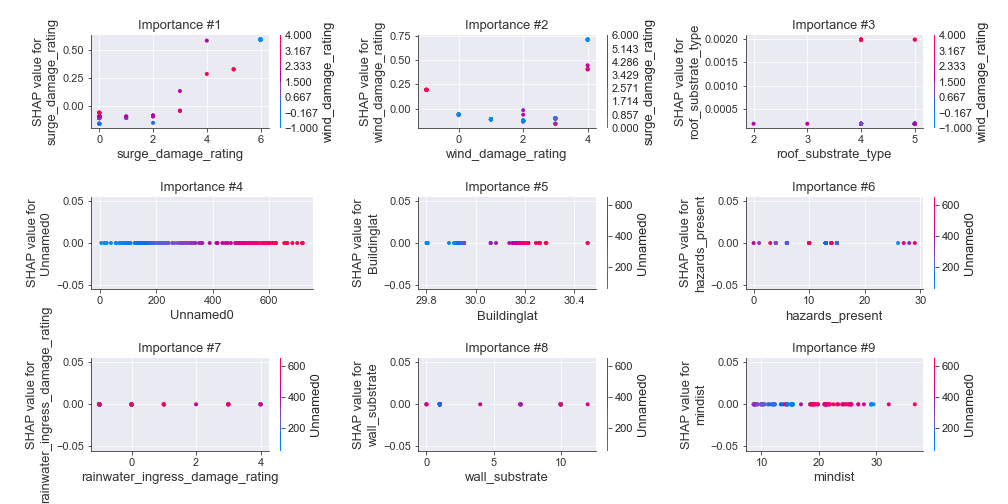 Importance #1
0.50
0.25
0.00
SHAP value for
surge_damage_rating
0
2
4
6
surge_damage_rating
4.000
3.167
2.333
1.500
0.667
−0.167
−1.000
wind_damage_rating
Importance #2
0.75
0.50
0.25
0.00
SHAP value for
wind_damage_rating
0
2
4
wind_damage_rating
6.000
5.143
4.286
3.429
2.571
1.714
0.857
0.000
surge_damage_rating
Importance #3
0.0020
0.0015
0.0010
0.0005
SHAP value for
roof_substrate_type
2
3
4
5
roof_substrate_type
4.000
3.167
2.333
1.500
0.667
−0.167
−1.000
wind_damage_rating
Importance #4
0.05
0.00
−0.05
SHAP value for
Unnamed0
0
200
400
600
Unnamed0
Importance #5
0.05
0.00
−0.05
SHAP value for
Buildinglat
29.8
30.0
30.2
30.4
Buildinglat
600
400
200
Unnamed0
Importance #6
0.05
0.00
−0.05
SHAP value for
hazards_present
0
10
20
30
hazards_present
600
400
200
Unnamed0
Importance #7
0.05
0.00
−0.05
SHAP value for
rainwater_ingress_damage_rating
0
2
4
rainwater_ingress_damage_rating
600
400
200
Unnamed0
Importance #8
0.05
0.00
−0.05
SHAP value for
wall_substrate
0
5
10
wall_substrate
600
400
200
Unnamed0
Importance #9
0.05
0.00
−0.05
SHAP value for
mindist
10
20
30
mindist
600
400
200
Unnamed0